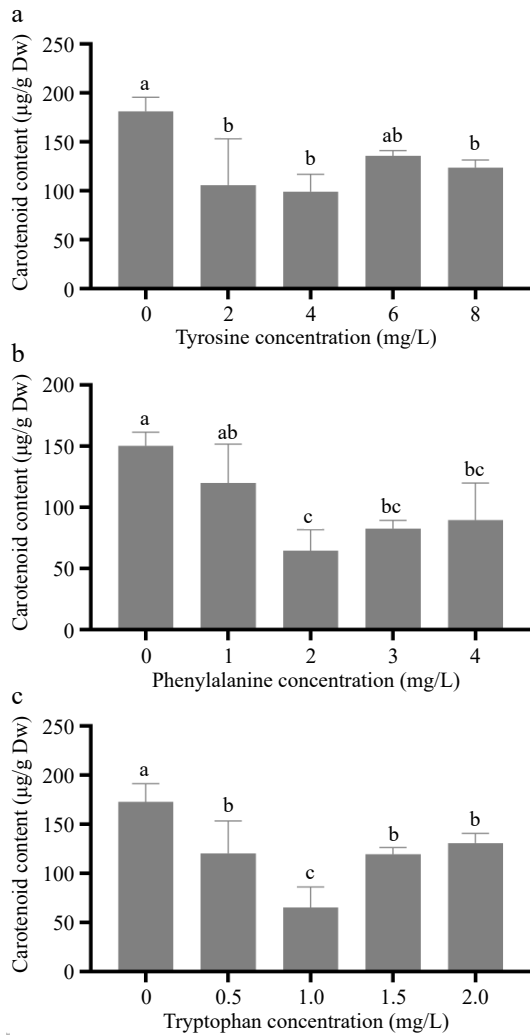 a
Carotenoid content (μg/g Dw)
250
200
150
100
50
0
a
b
b
ab
b
0 2 4 6 8
Tyrosine concentration (mg/L)
b
Carotenoid content (μg/g Dw)
200
150
100
50
0
a
ab
c
bc
bc
0 1 2 3 4
Phenylalanine concentration (mg/L)
c
Carotenoid content (μg/g Dw)
250
200
150
100
50
0
a
b
c
b
b
0 0.5 1.0 1.5 2.0
Tryptophan concentration (mg/L)